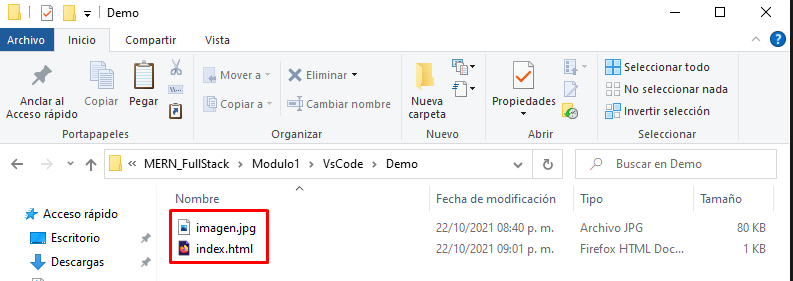 Demo
Archivo Inicio Compartir Vista
Anclar al Acceso rápido
Copiar
Pegar
Mover a
Copiar a
Eliminar
Cambiar nombre
Nueva carpeta
Propiedades
Seleccionar todo
No seleccionar nada
Invertir selección
Portapapeles Organizar Nuevo Abrir Seleccionar
« MERN_FullStack > Modulo1 > VsCode > Demo
Buscar en Demo
Nombre Fecha de modificación Tipo Tamaño
Acceso rápido
Escritorio
Descargas
imagen.jpg 22/10/2021 08:40 p. m. Archivo JPG 80 KB
index.html 22/10/2021 09:01 p. m. Firefox HTML Doc... 1 KB